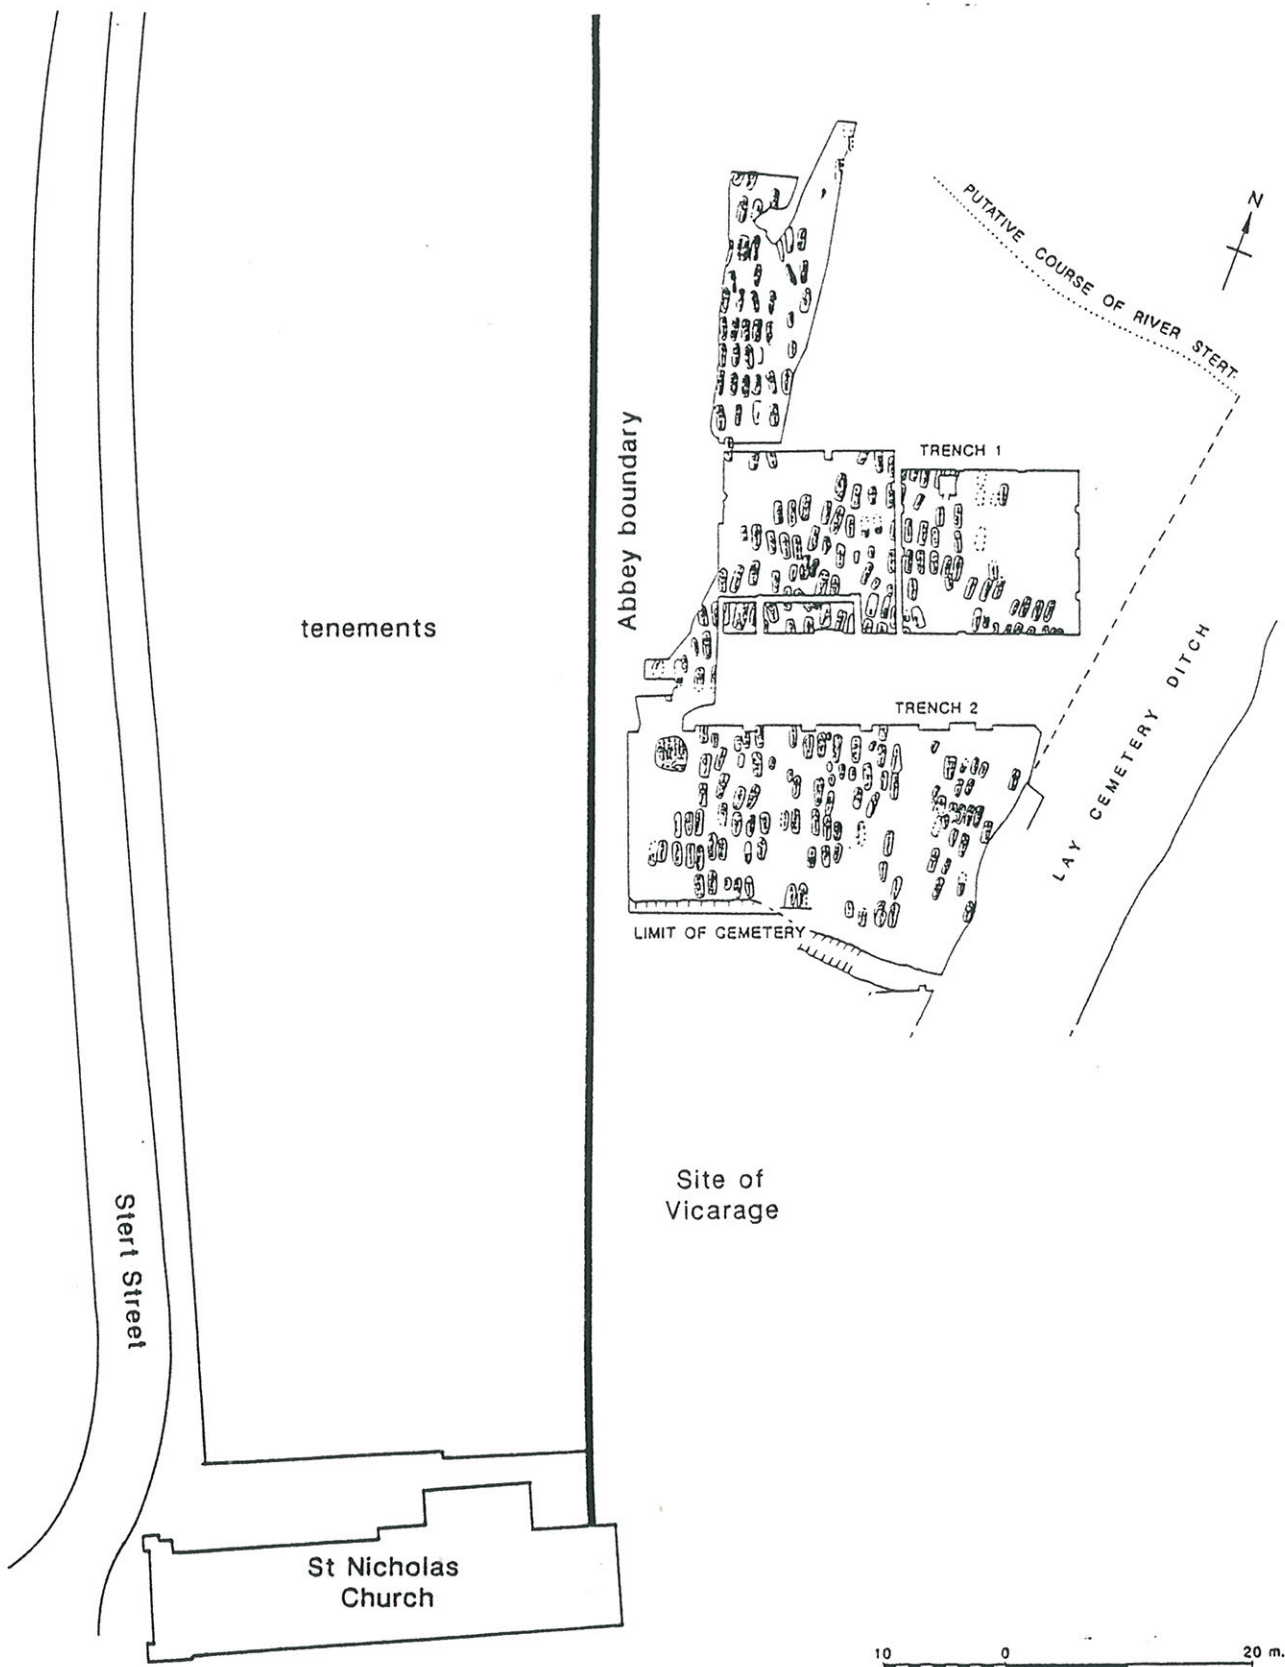 N
PUTATIVE COURSE OF RIVER STERT
TRENCH 1
Abbey boundary
tenements
TRENCH 2
LAY CEMETERY DITCH
LIMIT OF CEMETERY
Site of
Vicarage
Stert Street
St Nicholas
Church
10 0 20 m.